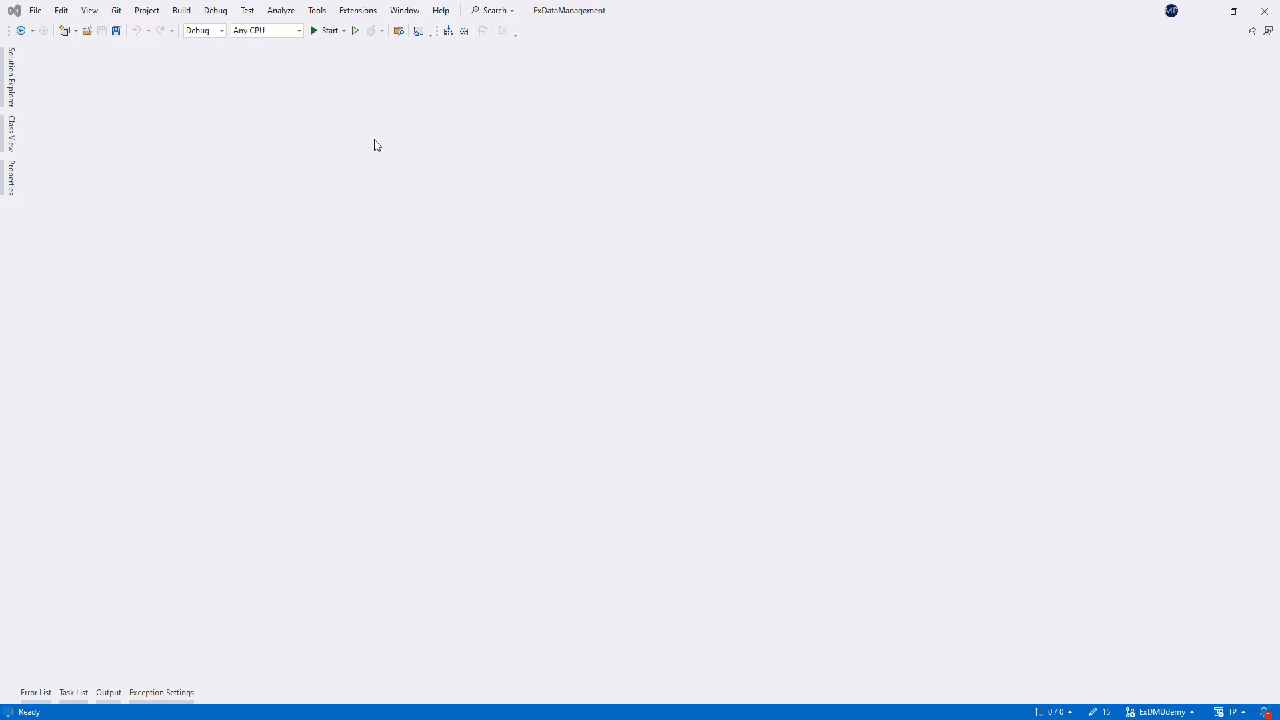 File Edit View Git Project Build Debug Test Analyze Tools Extensions Window Help Search ExDataManagement MP
Debug Any CPU Start
Solution Explorer
Class View
Properties
Error List Task List Output Exception Settings
Ready 0 / 0 15 ExDMUdemy TP